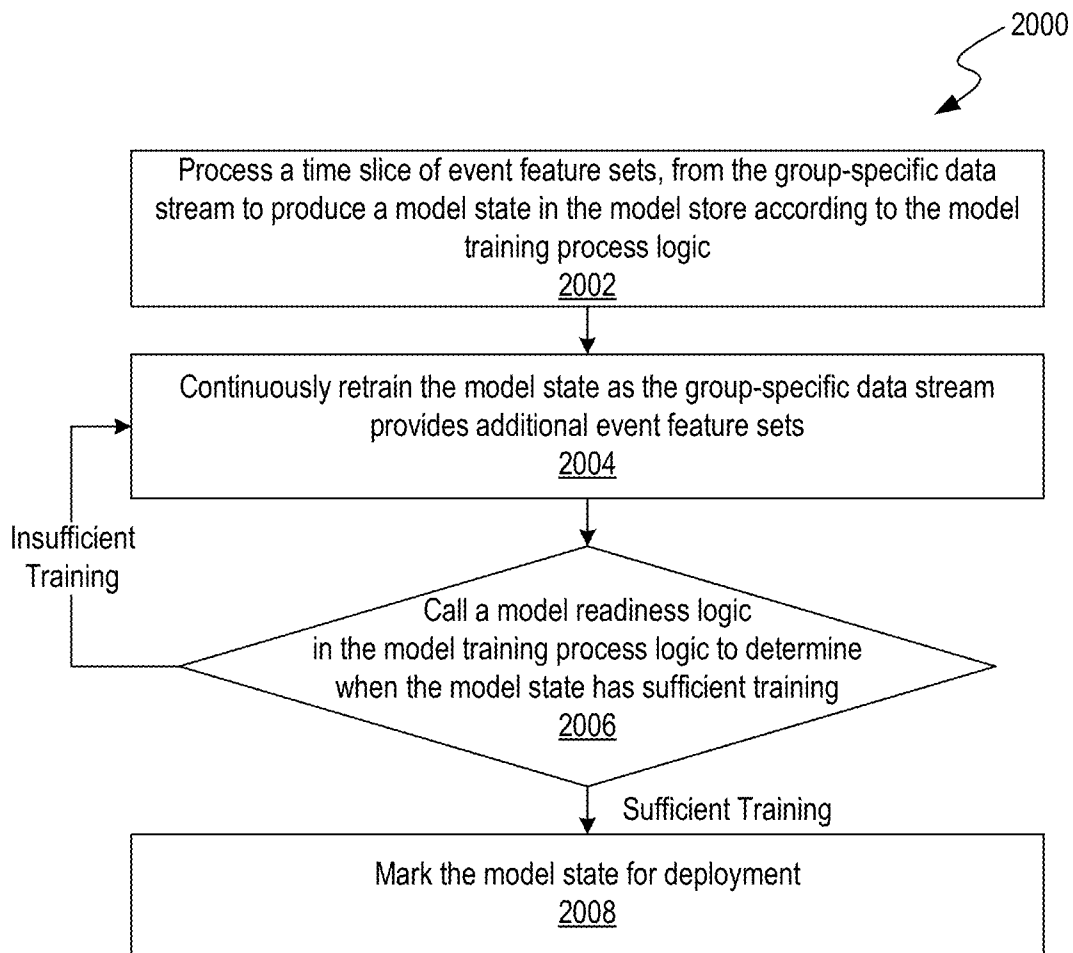 2000
Process a time slice of event feature sets, from the group-specific data
stream to produce a model state in the model store according to the model
training process logic
2002
Continuously retrain the model state as the group-specific data stream
provides additional event feature sets
2004
Insufficient
Training
Call a model readiness logic
in the model training process logic to determine
when the model state has sufficient training
2006
Sufficient Training
Mark the model state for deployment
2008